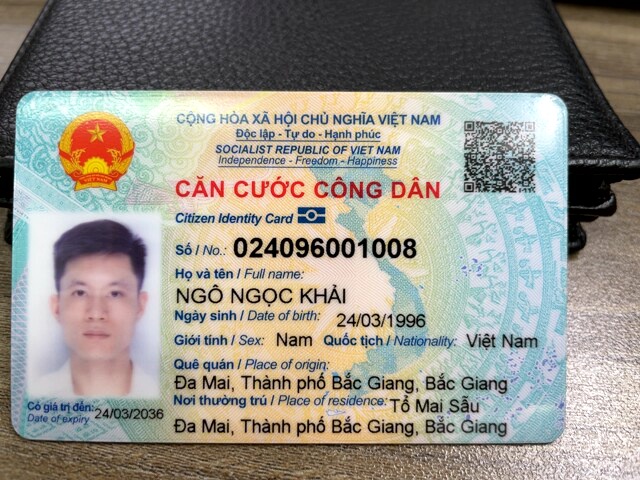 CỘNG HÒA XÃ HỘI CHỦ NGHĨA VIỆT NAM
Độc lập - Tự do - Hạnh phúc
SOCIALIST REPUBLIC OF VIET NAM
Independence - Freedom - Happiness
CĂN CƯỚC CÔNG DÂN
Citizen Identity Card
Số / No.: 024096001008
Họ và tên / Full name:
NGÔ NGỌC KHẢI
Ngày sinh / Date of birth: 24/03/1996
Giới tính / Sex: Nam Quốc tịch / Nationality: Việt Nam
Quê quán / Place of origin:
Đa Mai, Thành phố Bắc Giang, Bắc Giang
Nơi thường trú / Place of residence: Tổ Mai Sẫu
Đa Mai, Thành phố Bắc Giang, Bắc Giang
Có giá trị đến: 24/03/2036
Date of expiry